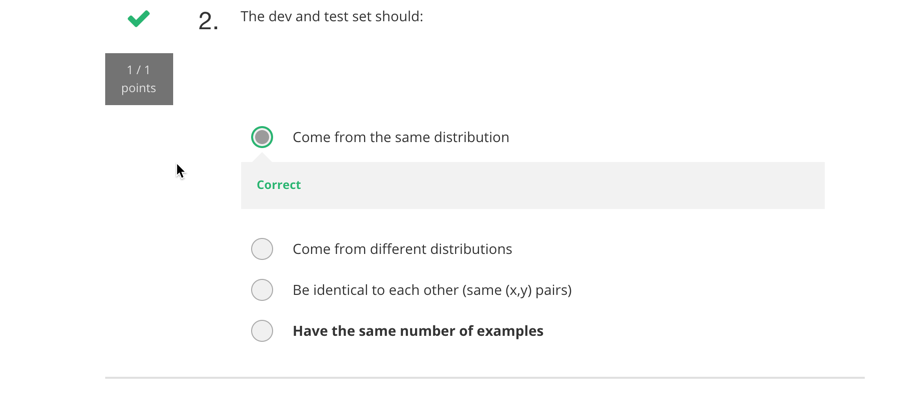 2. The dev and test set should:
1 / 1
points
Come from the same distribution
Correct
Come from different distributions
Be identical to each other (same (x,y) pairs)
Have the same number of examples